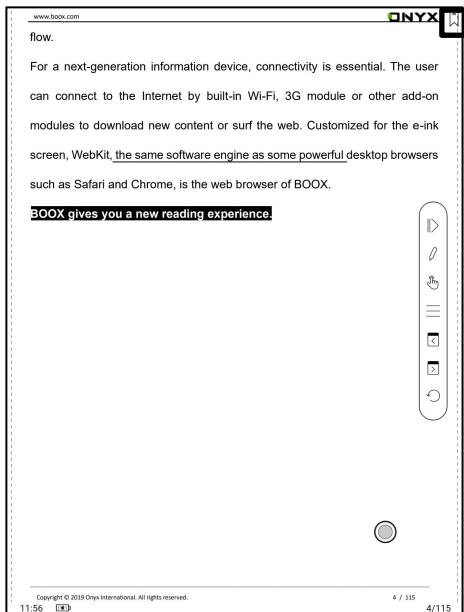 www.boox.com
ONYX
flow.
For a next-generation information device, connectivity is essential. The user
can connect to the Internet by built-in Wi-Fi, 3G module or other add-on
modules to download new content or surf the web. Customized for the e-ink
screen, WebKit, the same software engine as some powerful desktop browsers
such as Safari and Chrome, is the web browser of BOOX.
BOOX gives you a new reading experience.
Copyright © 2019 Onyx International. All rights reserved.
4 / 115
11:56
4/115